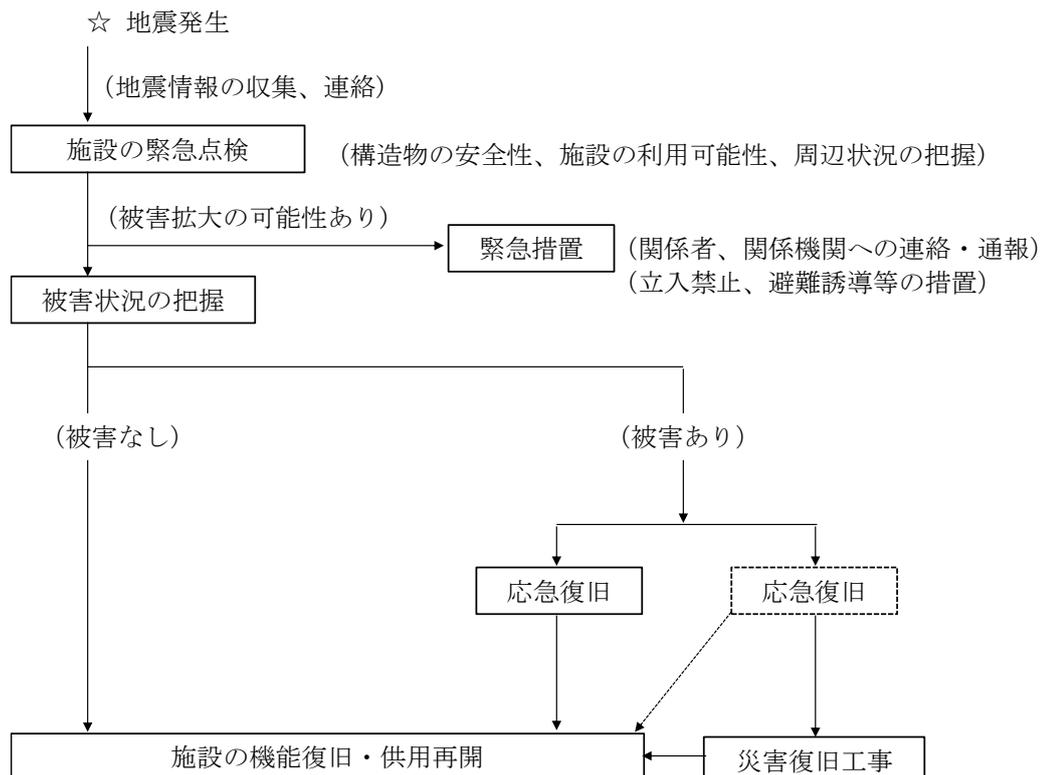 ☆ 地震発生
(地震情報の収集、連絡)
施設の緊急点検
(構造物の安全性、施設の利用可能性、周辺状況の把握)
(被害拡大の可能性あり)
緊急措置
(関係者、関係機関への連絡・通報)
(立入禁止、避難誘導等の措置)
被害状況の把握
(被害なし)
(被害あり)
応急復旧
応急復旧
施設の機能復旧・供用再開
災害復旧工事